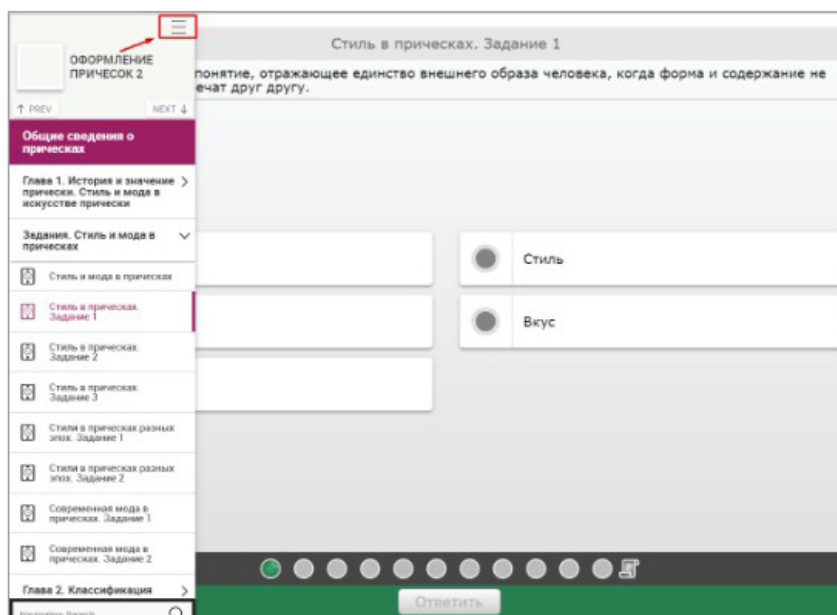 Стиль в прическах. Задание 1
понятие, отражающее единство внешнего образа человека, когда форма и содержание не
ечат друг другу.
ОФОРМЛЕНИЕ
ПРИЧЕСОК 2
↑ PREV
NEXT ↓
Общие сведения о
прическах
Глава 1. История и значение
прически. Стиль и мода в
искусстве прически
Задания. Стиль и мода в
прическах
Стиль и мода в прическах
Стиль в прическах.
Задание 1
Стиль в прическах.
Задание 2
Стиль в прическах.
Задание 3
Стили в прическах разных
эпох. Задание 1
Стили в прическах разных
эпох. Задание 2
Современная мода в
прическах. Задание 1
Современная мода в
прическах. Задание 2
Глава 2. Классификация
Navigation Search
Стиль
Вкус
Ответить